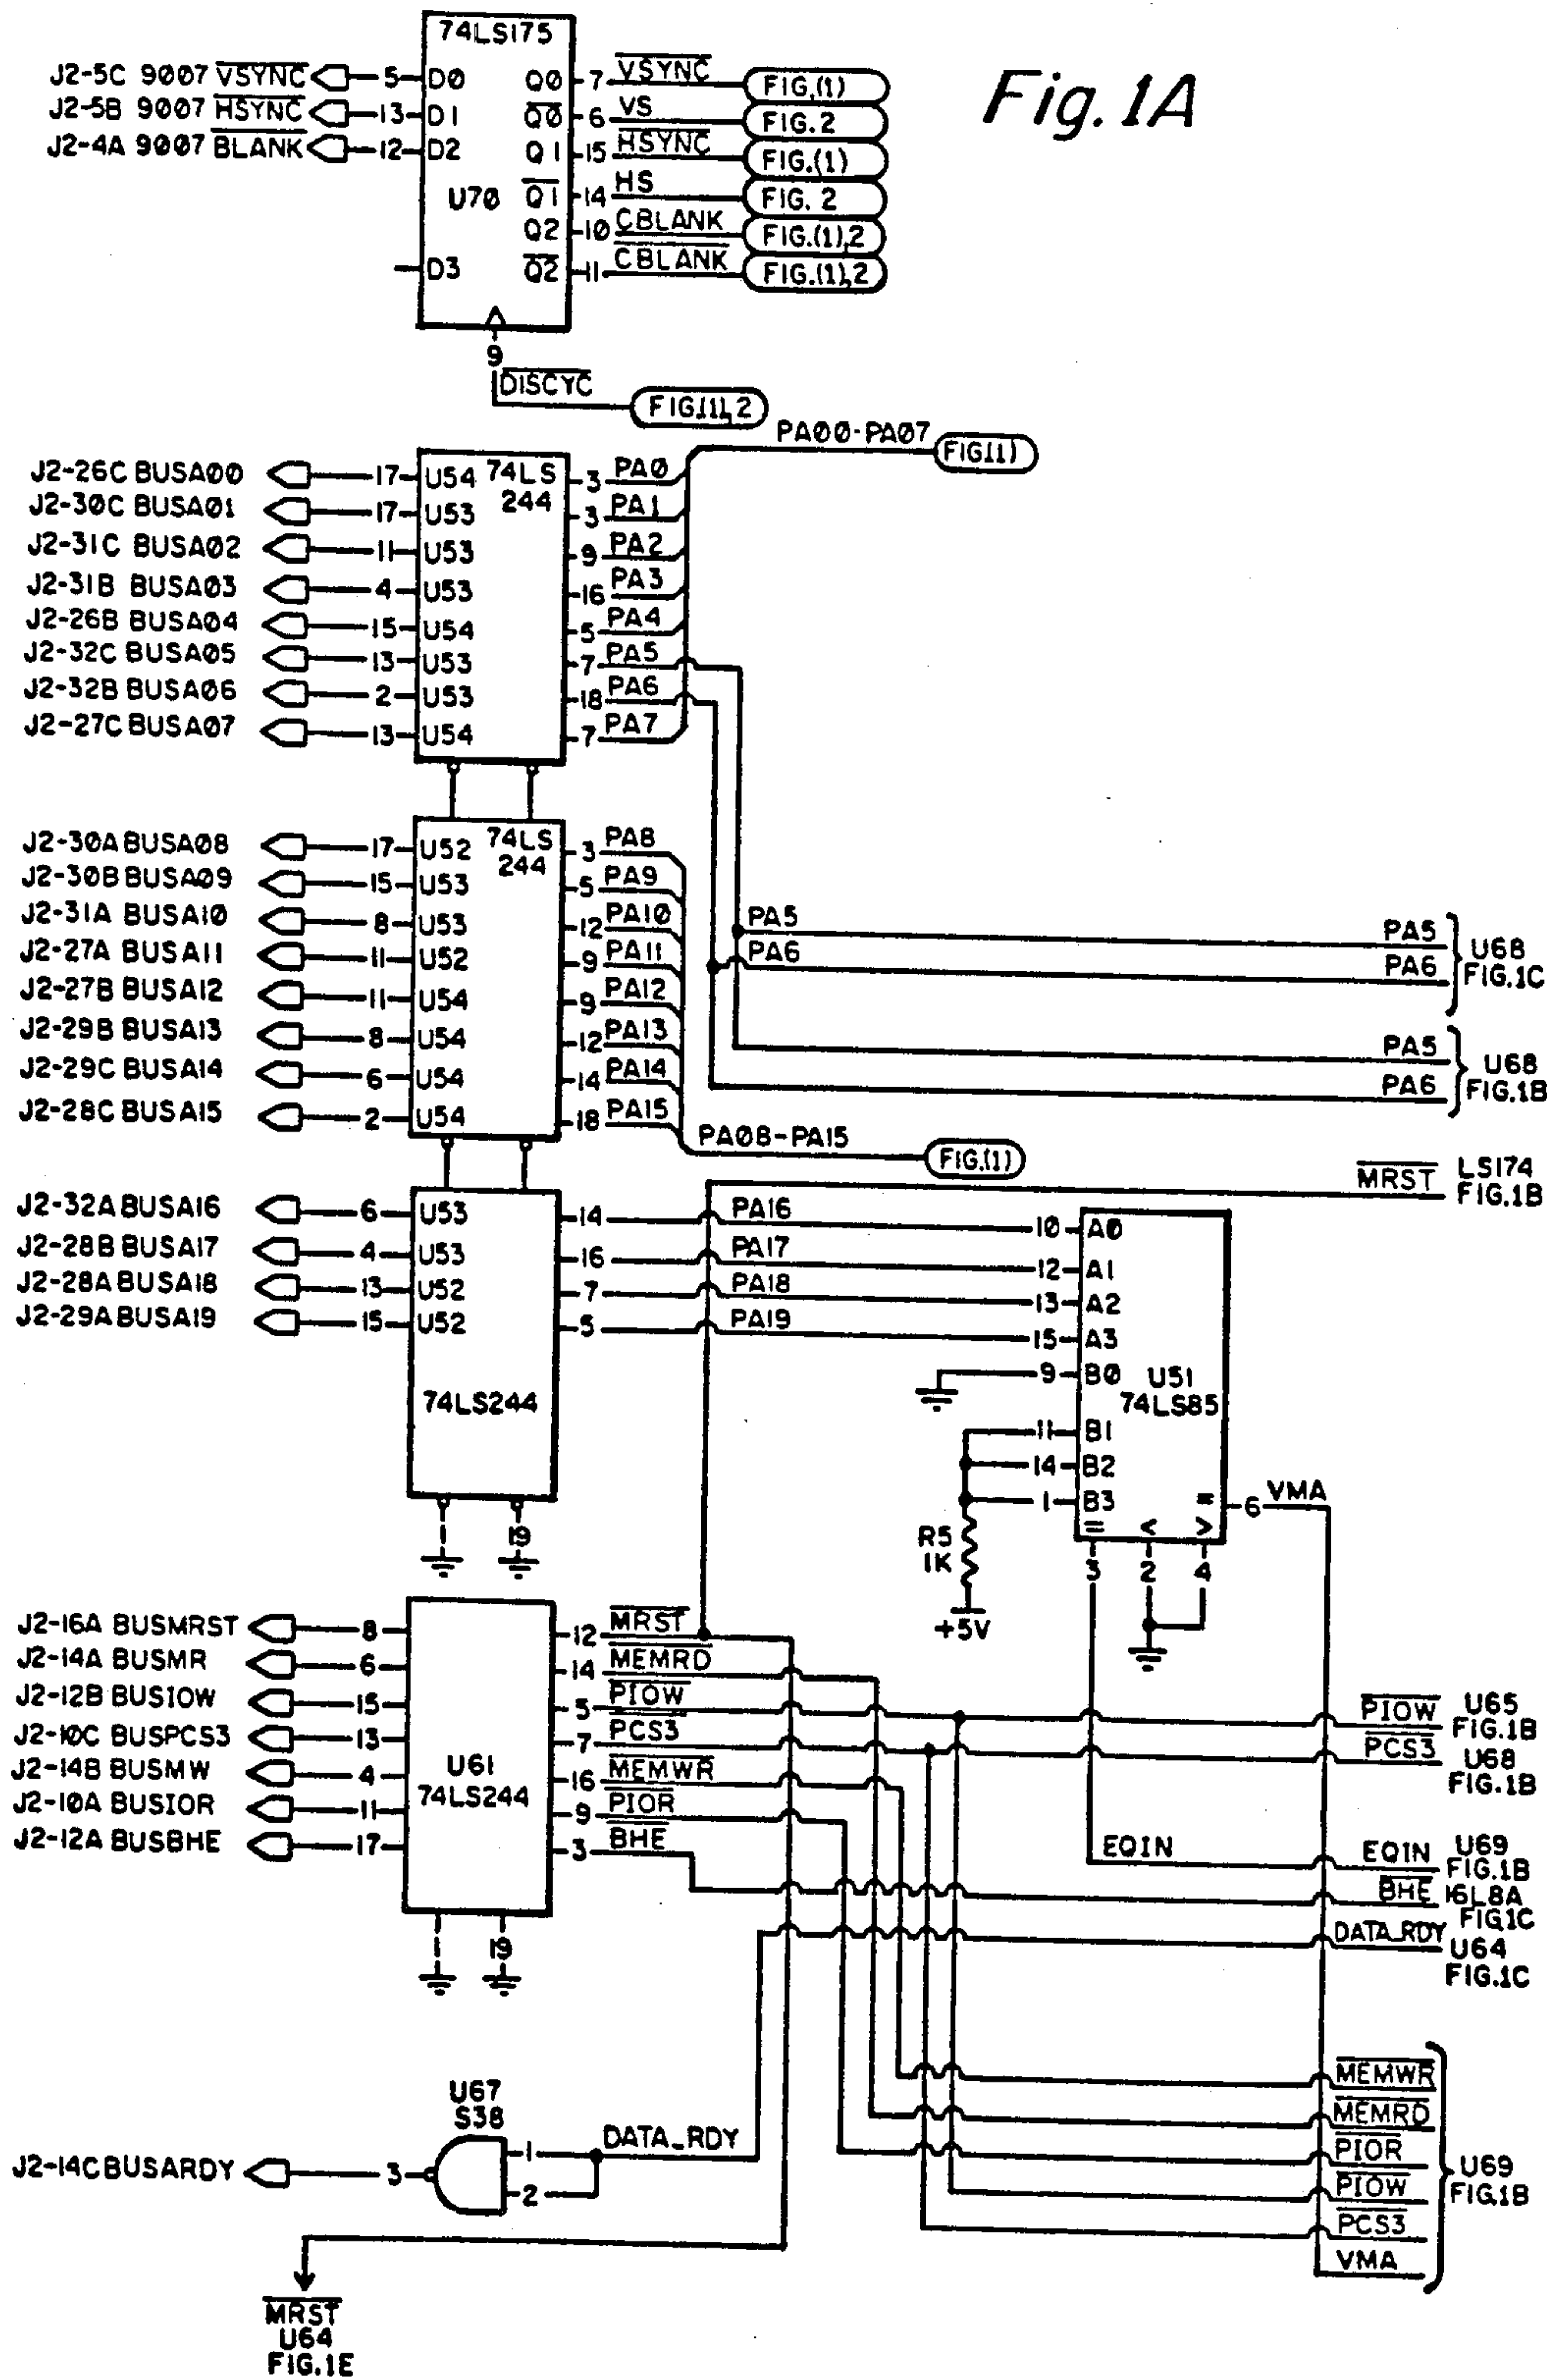 Fig. 1A
74LS175
J2-5C 9007 VSYNC 5 D0 Q0 7 VSYNC FIG,(1)
J2-5B 9007 HSYNC 13 D1 Q0 6 VS FIG. 2
J2-4A 9007 BLANK 12 D2 Q1 15 HSYNC FIG.(1)
U70 Q1 14 HS FIG. 2
Q2 10 CBLANK FIG.(1),2
D3 Q2 11 CBLANK FIG.(1),2
9
DISCYC
FIG.(1),2
PA00-PA07 FIG.(1)
74LS
244
J2-26C BUSA00 17 U54 3 PA0
J2-30C BUSA01 17 U53 3 PA1
J2-31C BUSA02 11 U53 9 PA2
J2-31B BUSA03 4 U53 16 PA3
J2-26B BUSA04 15 U54 5 PA4
J2-32C BUSA05 13 U53 7 PA5
J2-32B BUSA06 2 U53 18 PA6
J2-27C BUSA07 13 U54 7 PA7
74LS
244
J2-30A BUSA08 17 U52 3 PA8
J2-30B BUSA09 15 U53 5 PA9
J2-31A BUSA10 8 U53 12 PA10
J2-27A BUSA11 11 U52 9 PA11
J2-27B BUSA12 11 U54 9 PA12
J2-29B BUSA13 8 U54 12 PA13
J2-29C BUSA14 6 U54 14 PA14
J2-28C BUSA15 2 U54 18 PA15
PA08-PA15 FIG.(1)
PA5 PA5
PA6 PA6
U68
FIG.1C
PA5
PA6
U68
FIG.1B
MRST LS174
FIG.1B
J2-32A BUSA16 6 U53 14 PA16 10 A0
J2-28B BUSA17 4 U53 16 PA17 12 A1
J2-28A BUSA18 13 U52 7 PA18 13 A2
J2-29A BUSA19 15 U52 5 PA19 15 A3
74LS244
9 B0
U51
74LS85
11 B1
14 B2
1 B3
= < > =
6 VMA
3 2 4
R5
1K
+5V
19
J2-16A BUSMRST 8 12 MRST
J2-14A BUSMR 6 14 MEMRD
J2-12B BUSIOW 15 5 PIOW
J2-10C BUSPCS3 13 7 PCS3
J2-14B BUSMW 4 16 MEMWR
J2-10A BUSIOR 11 9 PIOR
J2-12A BUSBHE 17 3 BHE
U61
74LS244
19
PIOW U65
FIG.1B
PCS3 U68
FIG.1B
EQIN EQIN U69
FIG.1B
BHE 16L8A
FIG.1C
DATA_RDY U64
FIG.1C
U67
S38
J2-14C BUSARDY 3 1 DATA_RDY
2
MEMWR
MEMRD
PIOR
PIOW
PCS3
VMA
U69
FIG.1B
MRST
U64
FIG.1E